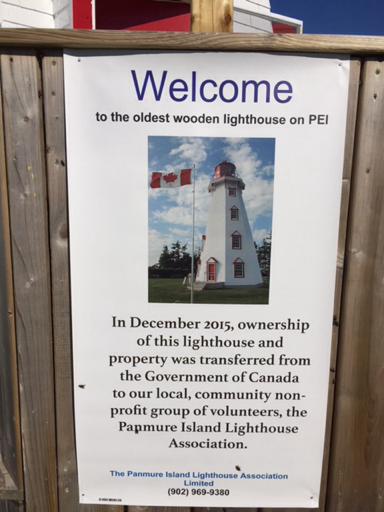 Welcome
to the oldest wooden lighthouse on PEI
In December 2015, ownership
of this lighthouse and
property was transferred from
the Government of Canada
to our local, community non-
profit group of volunteers, the
Panmure Island Lighthouse
Association.
The Panmure Island Lighthouse Association
Limited
(902) 969-9380